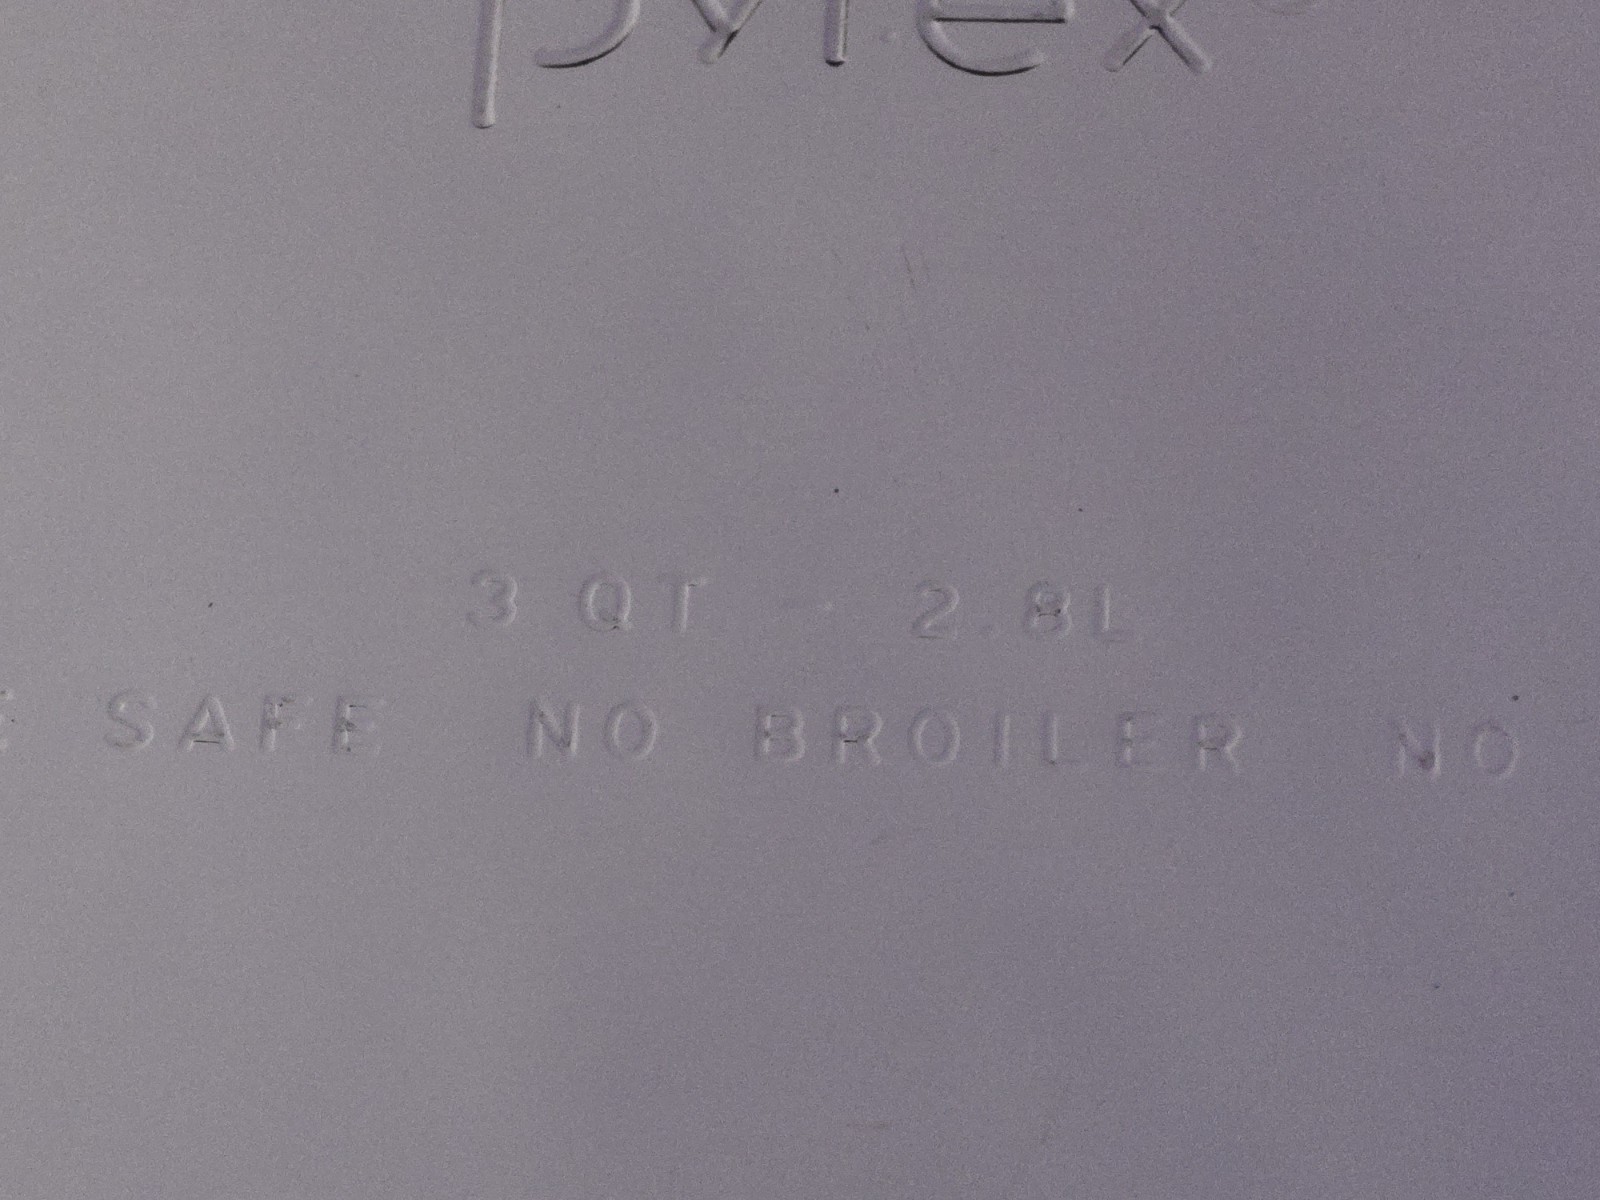 pyrex
3 QT - 2.8L
E SAFE NO BROILER NO